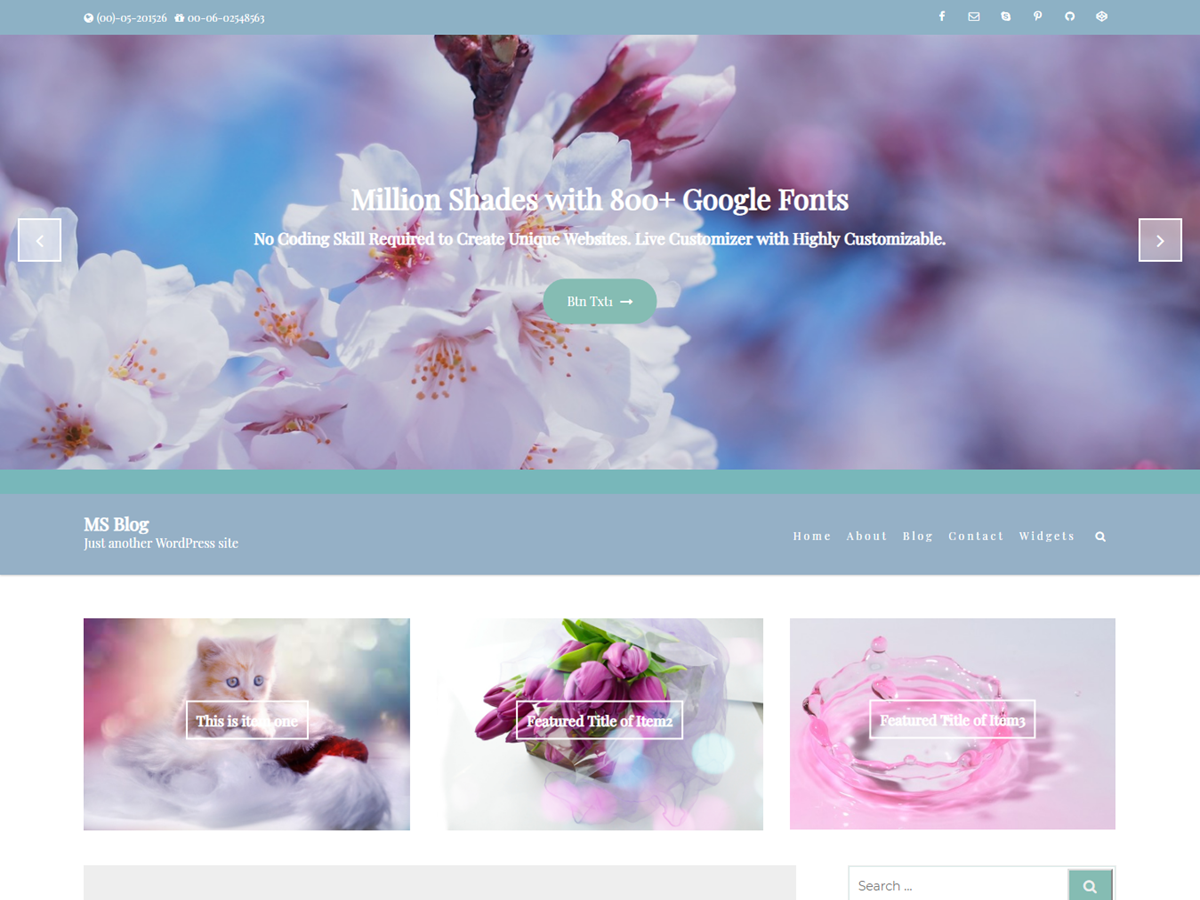 (00)-05-201526 00-06-02548563
Million Shades with 800+ Google Fonts
No Coding Skill Required to Create Unique Websites. Live Customizer with Highly Customizable.
Btn Txt1
MS Blog
Just another WordPress site
Home About Blog Contact Widgets
This is item one
Featured Title of Item2
Featured Title of Item3
Search ...